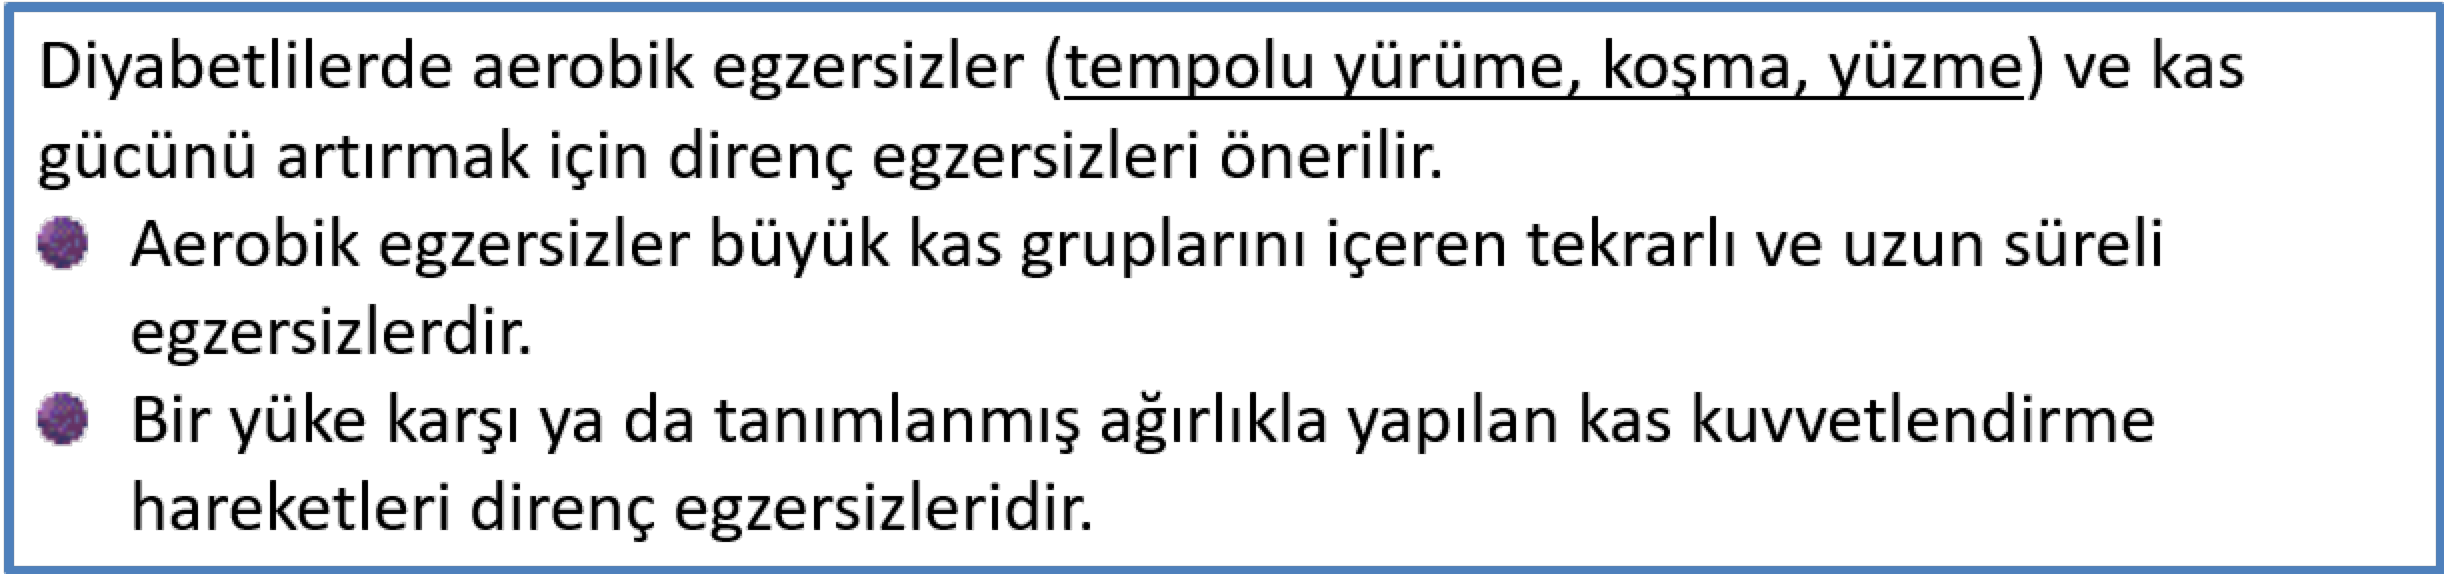 Diyabetlilerde aerobik egzersizler (tempolu yürüme, koşma, yüzme) ve kas
gücünü artırmak için direnç egzersizleri önerilir.
Aerobik egzersizler büyük kas gruplarını içeren tekrarlı ve uzun süreli
egzersizlerdir.
Bir yüke karşı ya da tanımlanmış ağırlıkla yapılan kas kuvvetlendirme
hareketleri direnç egzersizleridir.